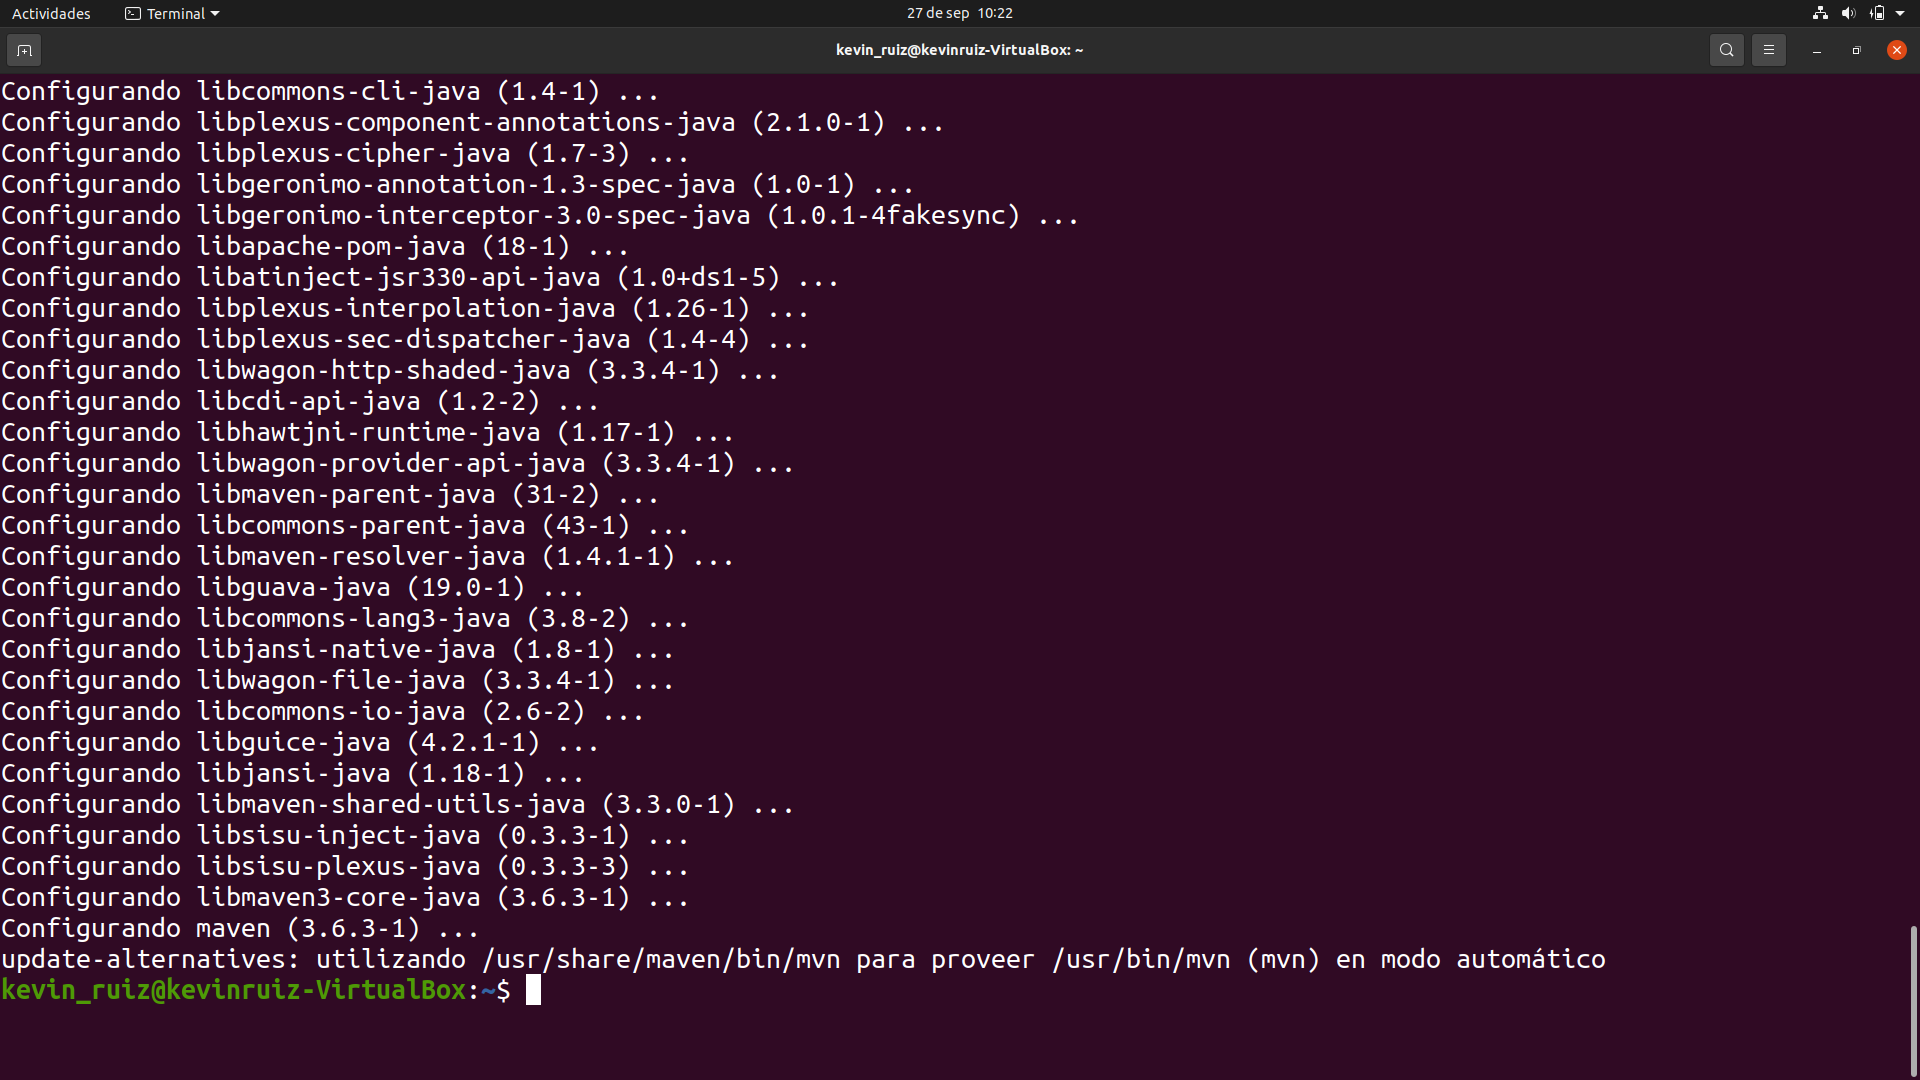 Actividades Terminal 27 de sep 10:22
kevin_ruiz@kevinruiz-VirtualBox: ~
Configurando libcommons-cli-java (1.4-1) ...
Configurando libplexus-component-annotations-java (2.1.0-1) ...
Configurando libplexus-cipher-java (1.7-3) ...
Configurando libgeronimo-annotation-1.3-spec-java (1.0-1) ...
Configurando libgeronimo-interceptor-3.0-spec-java (1.0.1-4fakesync) ...
Configurando libapache-pom-java (18-1) ...
Configurando libatinject-jsr330-api-java (1.0+ds1-5) ...
Configurando libplexus-interpolation-java (1.26-1) ...
Configurando libplexus-sec-dispatcher-java (1.4-4) ...
Configurando libwagon-http-shaded-java (3.3.4-1) ...
Configurando libcdi-api-java (1.2-2) ...
Configurando libhawtjni-runtime-java (1.17-1) ...
Configurando libwagon-provider-api-java (3.3.4-1) ...
Configurando libmaven-parent-java (31-2) ...
Configurando libcommons-parent-java (43-1) ...
Configurando libmaven-resolver-java (1.4.1-1) ...
Configurando libguava-java (19.0-1) ...
Configurando libcommons-lang3-java (3.8-2) ...
Configurando libjansi-native-java (1.8-1) ...
Configurando libwagon-file-java (3.3.4-1) ...
Configurando libcommons-io-java (2.6-2) ...
Configurando libguice-java (4.2.1-1) ...
Configurando libjansi-java (1.18-1) ...
Configurando libmaven-shared-utils-java (3.3.0-1) ...
Configurando libsisu-inject-java (0.3.3-1) ...
Configurando libsisu-plexus-java (0.3.3-3) ...
Configurando libmaven3-core-java (3.6.3-1) ...
Configurando maven (3.6.3-1) ...
update-alternatives: utilizando /usr/share/maven/bin/mvn para proveer /usr/bin/mvn (mvn) en modo automático
kevin_ruiz@kevinruiz-VirtualBox:~$